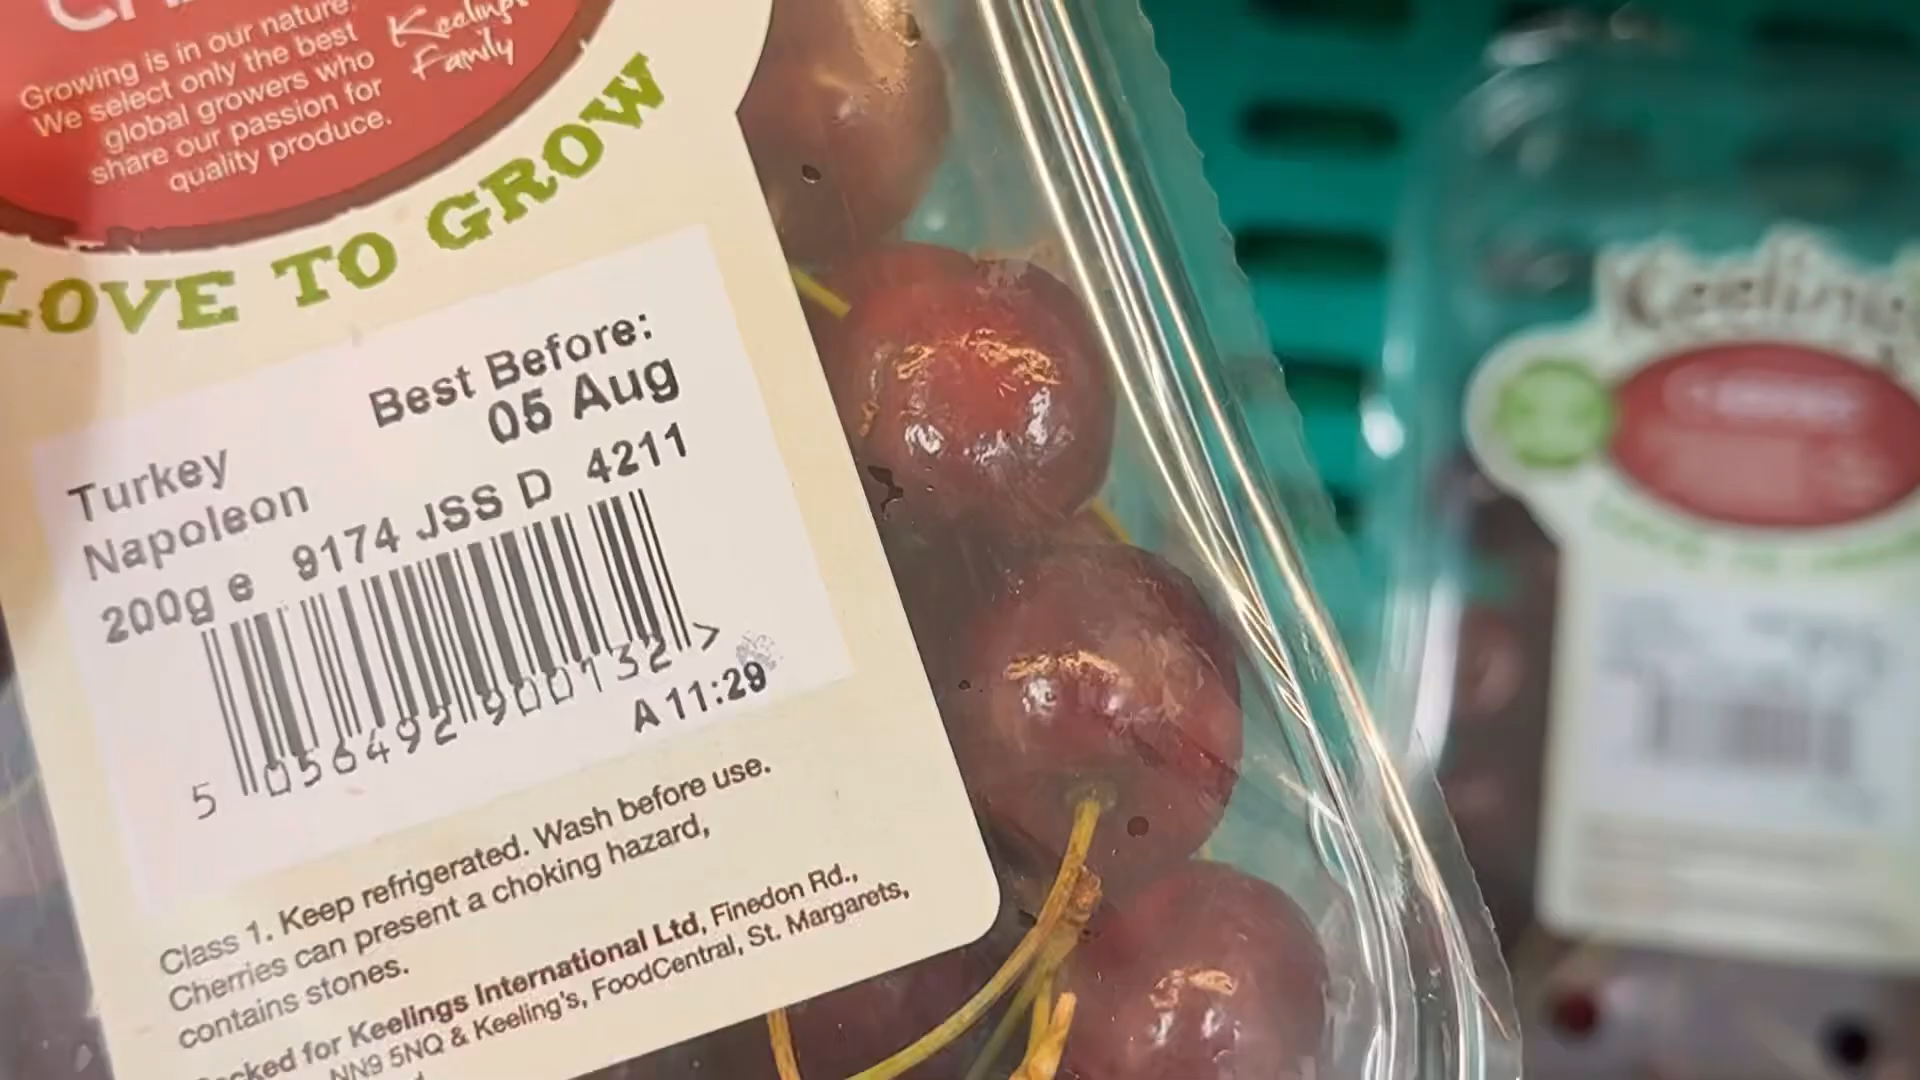 Growing is in our nature.
We select only the best
global growers who
share our passion for
quality produce.
Keelings
Family
LOVE TO GROW
Best Before:
05 Aug
Turkey
Napoleon
200g e 9174 JSS D 4211
5 056492 900132 >
A 11:29
Class 1. Keep refrigerated. Wash before use.
Cherries can present a choking hazard,
contains stones.
Packed for Keelings International Ltd, Finedon Rd.,
NN9 5NQ & Keeling's, FoodCentral, St. Margarets,
Keelings